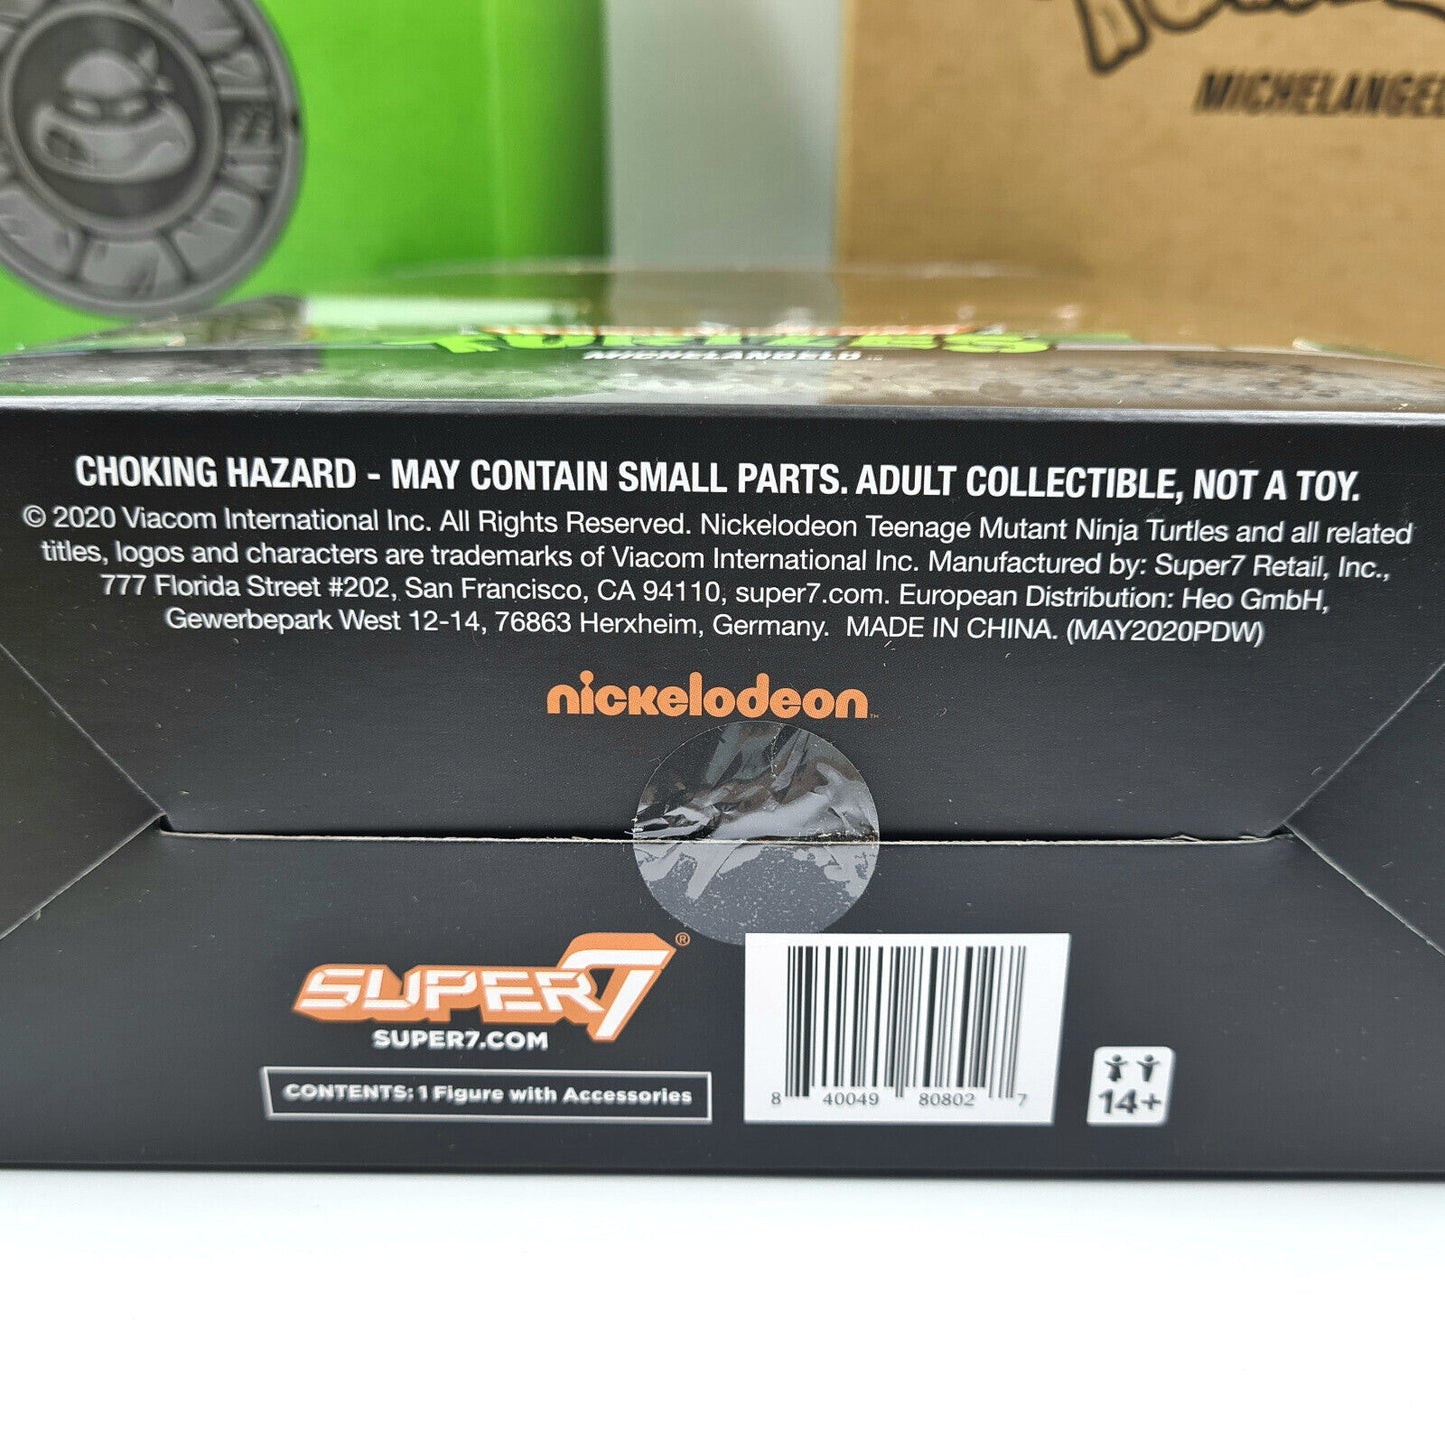 MICHELANGEL
TURTLES
MICHELANGELO™
CHOKING HAZARD - MAY CONTAIN SMALL PARTS. ADULT COLLECTIBLE, NOT A TOY.
© 2020 Viacom International Inc. All Rights Reserved. Nickelodeon Teenage Mutant Ninja Turtles and all related
titles, logos and characters are trademarks of Viacom International Inc. Manufactured by: Super7 Retail, Inc.,
777 Florida Street #202, San Francisco, CA 94110, super7.com. European Distribution: Heo GmbH,
Gewerbepark West 12-14, 76863 Herxheim, Germany. MADE IN CHINA. (MAY2020PDW)
nickelodeon™
SUPER7®
SUPER7.COM
CONTENTS: 1 Figure with Accessories
8 40049 80802 7
14+